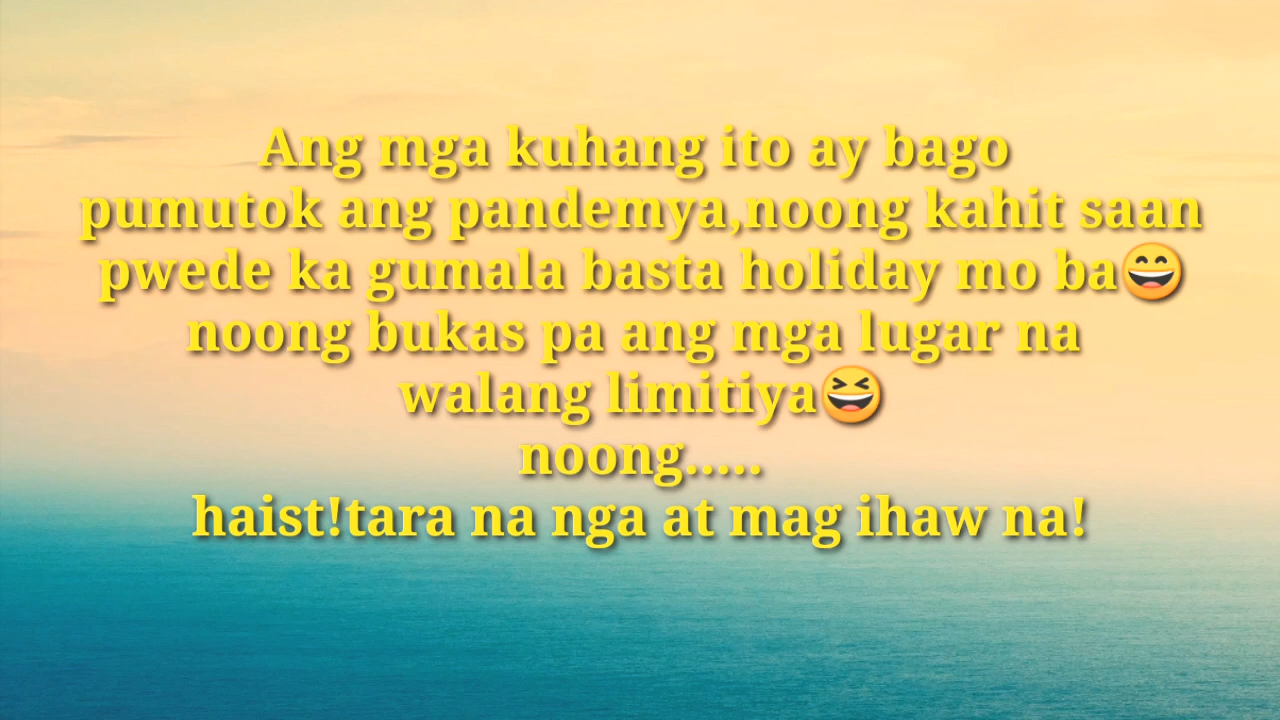 Ang mga kuhang ito ay bago
pumutok ang pandemya,noong kahit saan
pwede ka gumala basta holiday mo ba😄
noong bukas pa ang mga lugar na
walang limitiya😆
noong.....
haist!tara na nga at mag ihaw na!